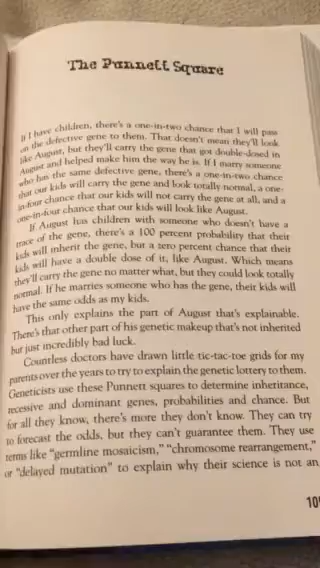 The Punnett Square
If I have children, there's a one-in-two chance that I will pass
on the defective gene to them. That doesn't mean they'll look
like August, but they'll carry the gene that got double-dosed in
August and helped make him the way he is. If I marry someone
who has the same defective gene, there's a one-in-two chance
that our kids will carry the gene and look totally normal, a one-
in-four chance that our kids will not carry the gene at all, and a
one-in-four chance that our kids will look like August.
If August has children with someone who doesn't have a
trace of the gene, there's a 100 percent probability that their
kids will inherit the gene, but a zero percent chance that their
kids will have a double dose of it, like August. Which means
they'll carry the gene no matter what, but they could look totally
normal. If he marries someone who has the gene, their kids will
have the same odds as my kids.
This only explains the part of August that's explainable.
There's that other part of his genetic makeup that's not inherited
but just incredibly bad luck.
Countless doctors have drawn little tic-tac-toe grids for my
parents over the years to try to explain the genetic lottery to them.
Geneticists use these Punnett squares to determine inheritance,
recessive and dominant genes, probabilities and chance. But
for all they know, there's more they don't know. They can try
to forecast the odds, but they can't guarantee them. They use
terms like "germline mosaicism," "chromosome rearrangement,"
or "delayed mutation" to explain why their science is not an